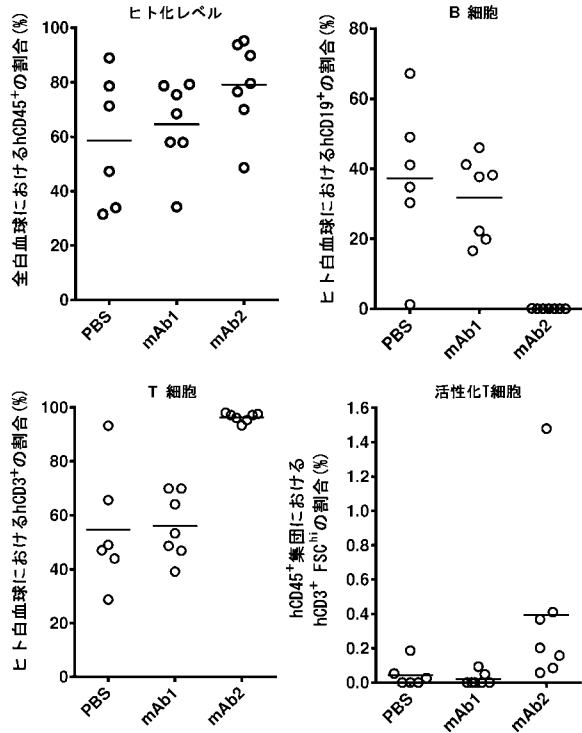 ヒト化レベル
全白血球におけるhCD45⁺の割合(%)
100
80
60
40
20
0
PBS
mAb1
mAb2
B 細胞
ヒト白血球におけるhCD19⁺の割合(%)
80
60
40
20
0
PBS
mAb1
mAb2
T 細胞
ヒト白血球におけるhCD3⁺の割合(%)
100
80
60
40
20
0
PBS
mAb1
mAb2
活性化T細胞
hCD45⁺集団における
hCD3⁺ FSCʰⁱの割合(%)
1.6
1.4
1.2
1.0
0.8
0.6
0.4
0.2
0.0
PBS
mAb1
mAb2